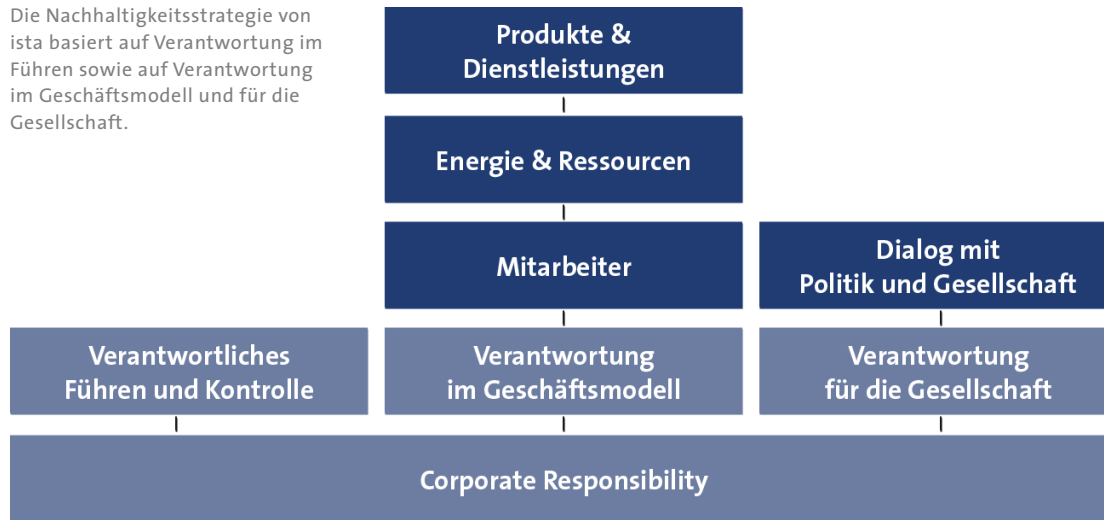 Die Nachhaltigkeitsstrategie von
ista basiert auf Verantwortung im
Führen sowie auf Verantwortung
im Geschäftsmodell und für die
Gesellschaft.
Produkte &
Dienstleistungen
Energie & Ressourcen
Mitarbeiter
Dialog mit
Politik und Gesellschaft
Verantwortliches
Führen und Kontrolle
Verantwortung
im Geschäftsmodell
Verantwortung
für die Gesellschaft
Corporate Responsibility